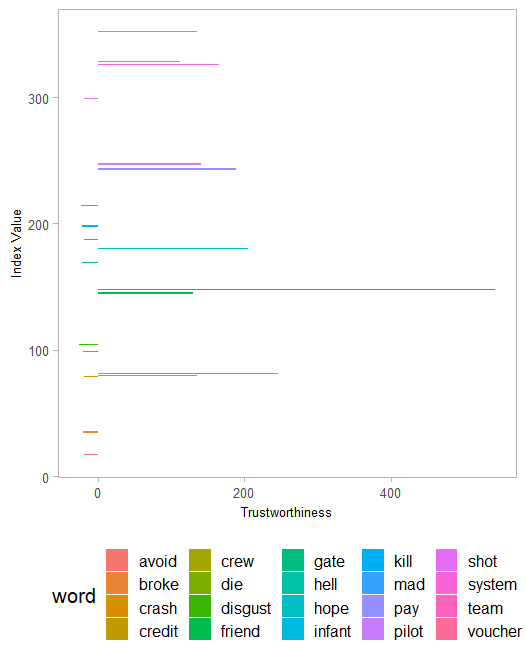 300
200
100
0
Index Value
0 200 400
Trustworthiness
word
avoid crew gate kill shot
broke die hell mad system
crash disgust hope pay team
credit friend infant pilot voucher